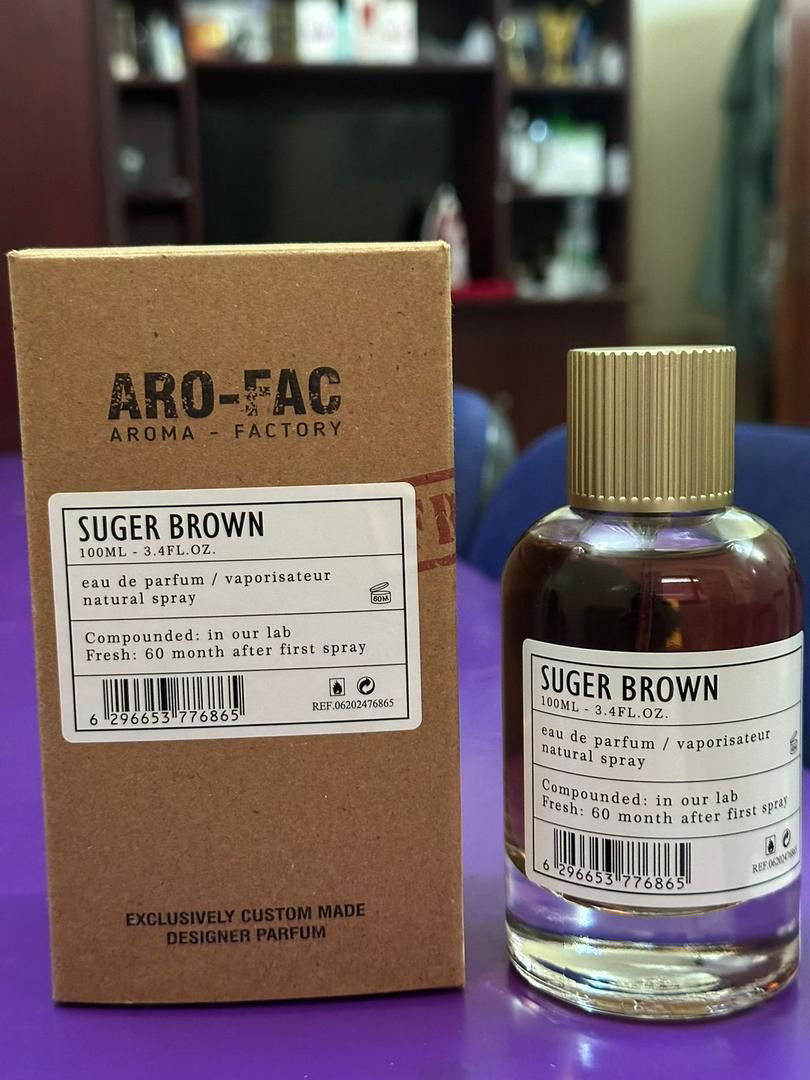 ARO-FAC
AROMA - FACTORY
SUGER BROWN
100ML - 3.4FL.OZ.
eau de parfum / vaporisateur
natural spray
60M
Compounded: in our lab
Fresh: 60 month after first spray
6 296653 776865
REF.06202476865
EXCLUSIVELY CUSTOM MADE
DESIGNER PARFUM
SUGER BROWN
100ML - 3.4FL.OZ.
eau de parfum / vaporisateur
natural spray
Compounded: in our lab
Fresh: 60 month after first spray
6 296653 776865
REF.06202476865